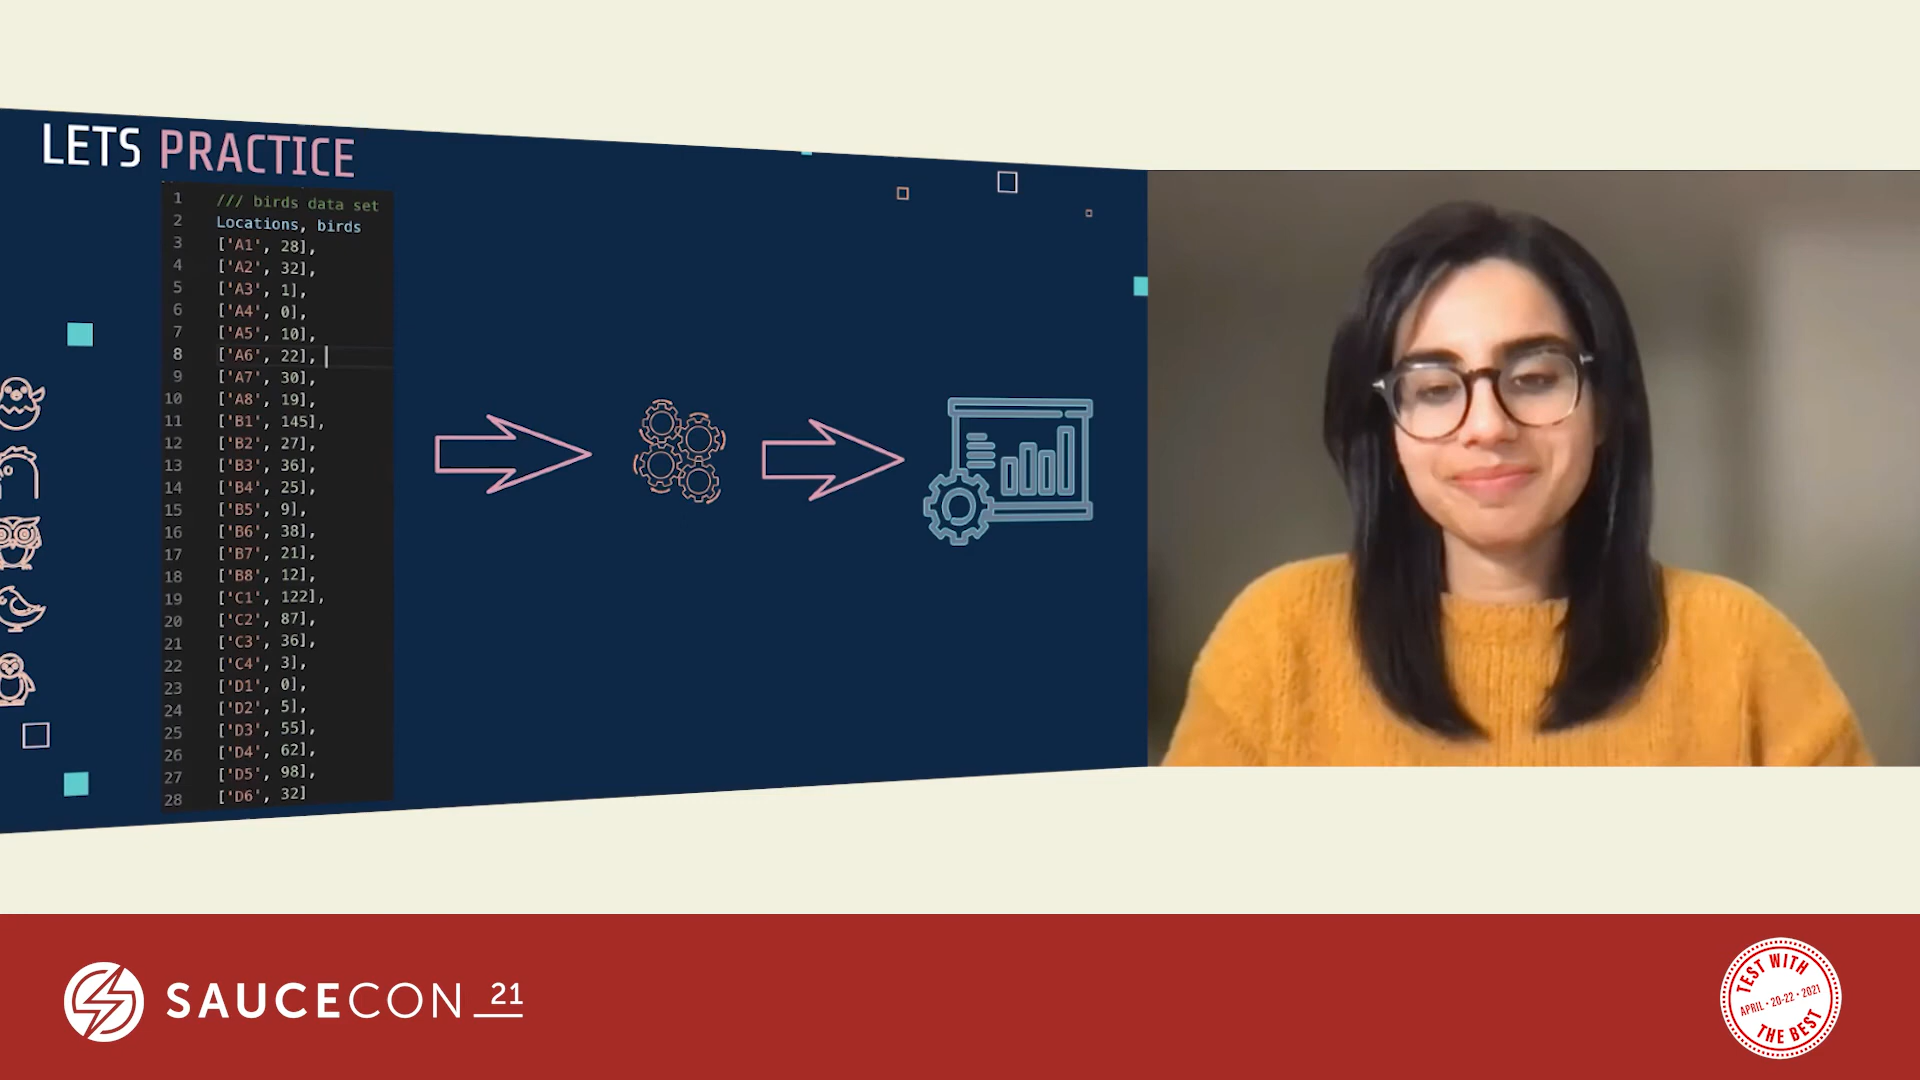 LETS PRACTICE
1 /// birds data set
2 Locations, birds
3 ['A1', 28],
4 ['A2', 32],
5 ['A3', 1],
6 ['A4', 0],
7 ['A5', 10],
8 ['A6', 22],
9 ['A7', 30],
10 ['A8', 19],
11 ['B1', 145],
12 ['B2', 27],
13 ['B3', 36],
14 ['B4', 25],
15 ['B5', 9],
16 ['B6', 38],
17 ['B7', 21],
18 ['B8', 12],
19 ['C1', 122],
20 ['C2', 87],
21 ['C3', 36],
22 ['C4', 3],
23 ['D1', 0],
24 ['D2', 5],
25 ['D3', 55],
26 ['D4', 62],
27 ['D5', 98],
28 ['D6', 32]
SAUCECON 21
TEST WITH
APRIL • 20-22 • 2021
THE BEST